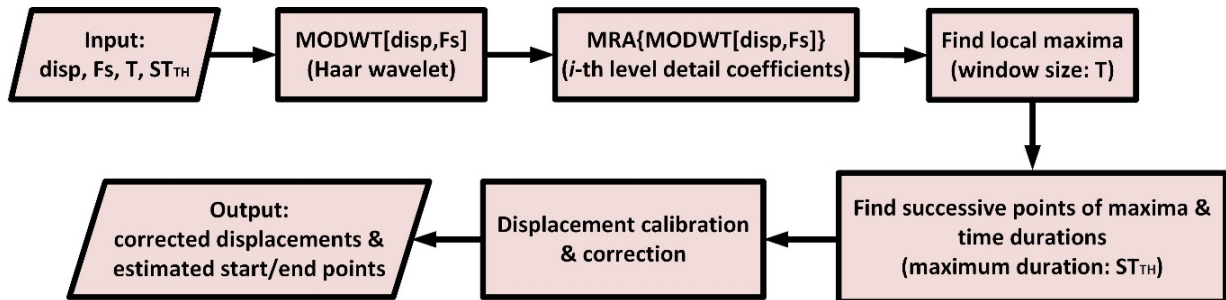 Input:
disp, Fs, T, STTH
MODWT[disp,Fs]
(Haar wavelet)
MRA{MODWT[disp,Fs]}
(i-th level detail coefficients)
Find local maxima
(window size: T)
Find successive points of maxima &
time durations
(maximum duration: STTH)
Displacement calibration
& correction
Output:
corrected displacements &
estimated start/end points